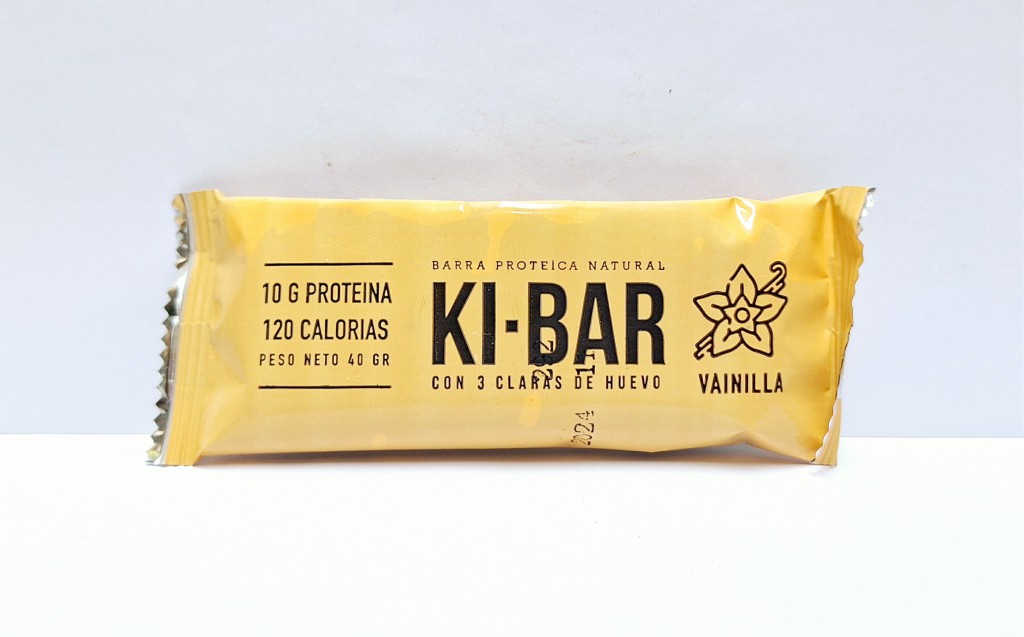 10 G PROTEINA
120 CALORIAS
PESO NETO 40 GR
BARRA PROTEÍCA NATURAL
KI·BAR
CON 3 CLARAS DE HUEVO
VAINILLA
2024